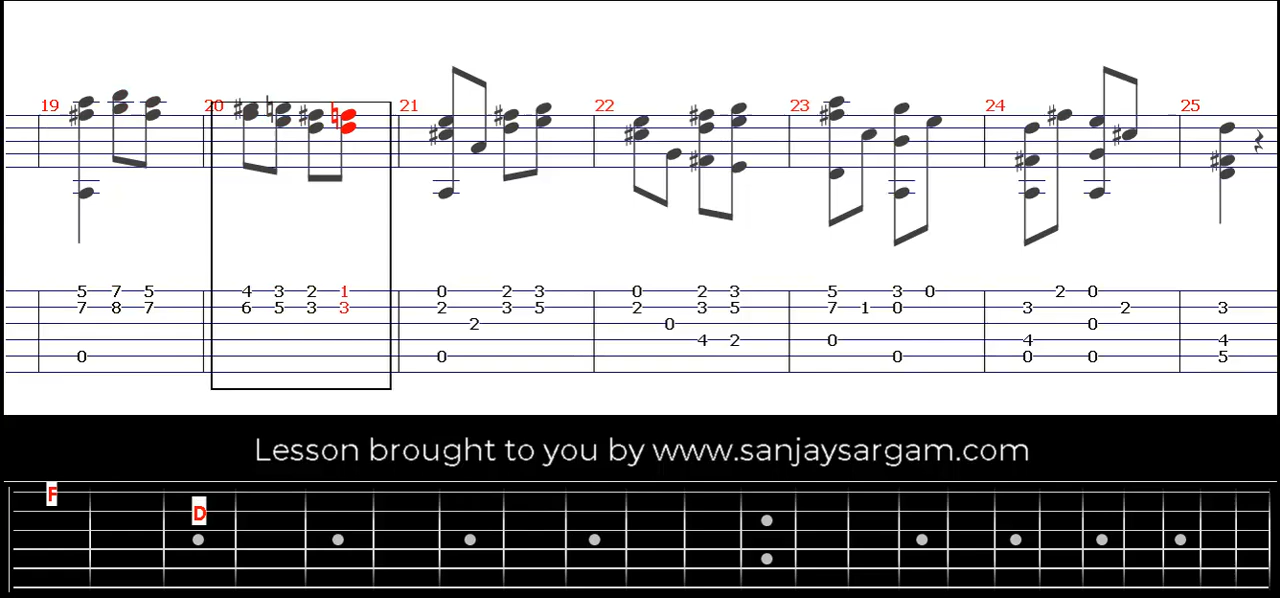 19 20 21 22 23 24 25
5 7 5 4 3 2 1 0 2 3 0 2 3 5 3 0 2 0
7 8 7 6 5 3 3 2 3 5 2 3 5 7 1 0 3 2 3
2 0 0
4 2 0 4 4
0 0 0 0 0 5
Lesson brought to you by www.sanjaysargam.com
F
D